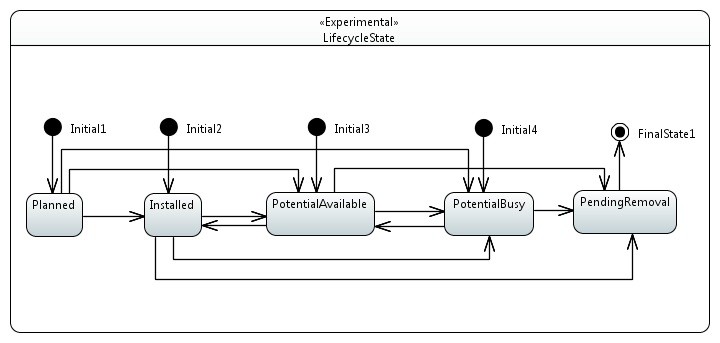 «Experimental»
LifecycleState
Initial1
Initial2
Initial3
Initial4
FinalState1
Planned
Installed
PotentialAvailable
PotentialBusy
PendingRemoval